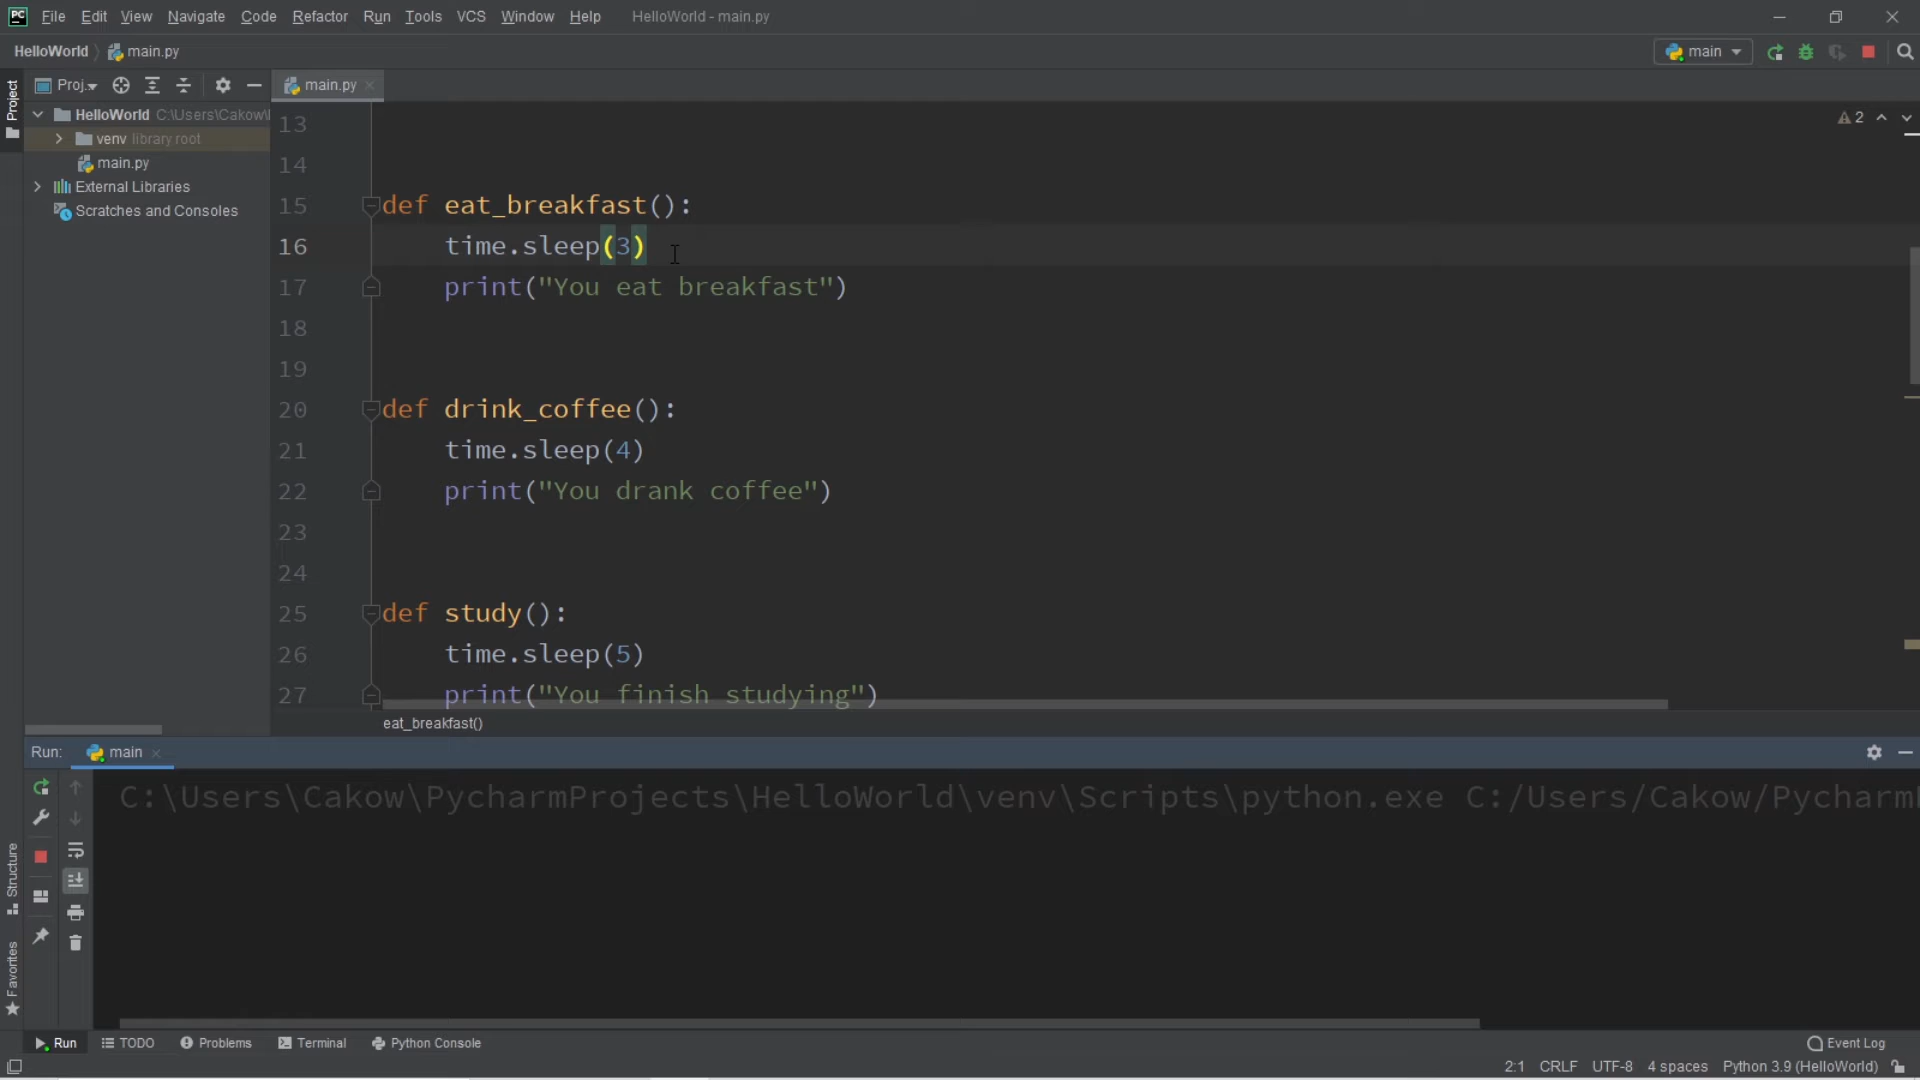 PC File Edit View Navigate Code Refactor Run Tools VCS Window Help HelloWorld - main.py
HelloWorld main.py main
Project Proj... main.py
HelloWorld C:\Users\Cakow\
venv library root
main.py
External Libraries
Scratches and Consoles
2
13
14
15 def eat_breakfast():
16 time.sleep(3)
17 print("You eat breakfast")
18
19
20 def drink_coffee():
21 time.sleep(4)
22 print("You drank coffee")
23
24
25 def study():
26 time.sleep(5)
27 print("You finish studying")
eat_breakfast()
Run: main
C:\Users\Cakow\PycharmProjects\HelloWorld\venv\Scripts\python.exe C:/Users/Cakow/Pycharm
Structure
Favorites
Run TODO Problems Terminal Python Console Event Log
2:1 CRLF UTF-8 4 spaces Python 3.9 (HelloWorld)